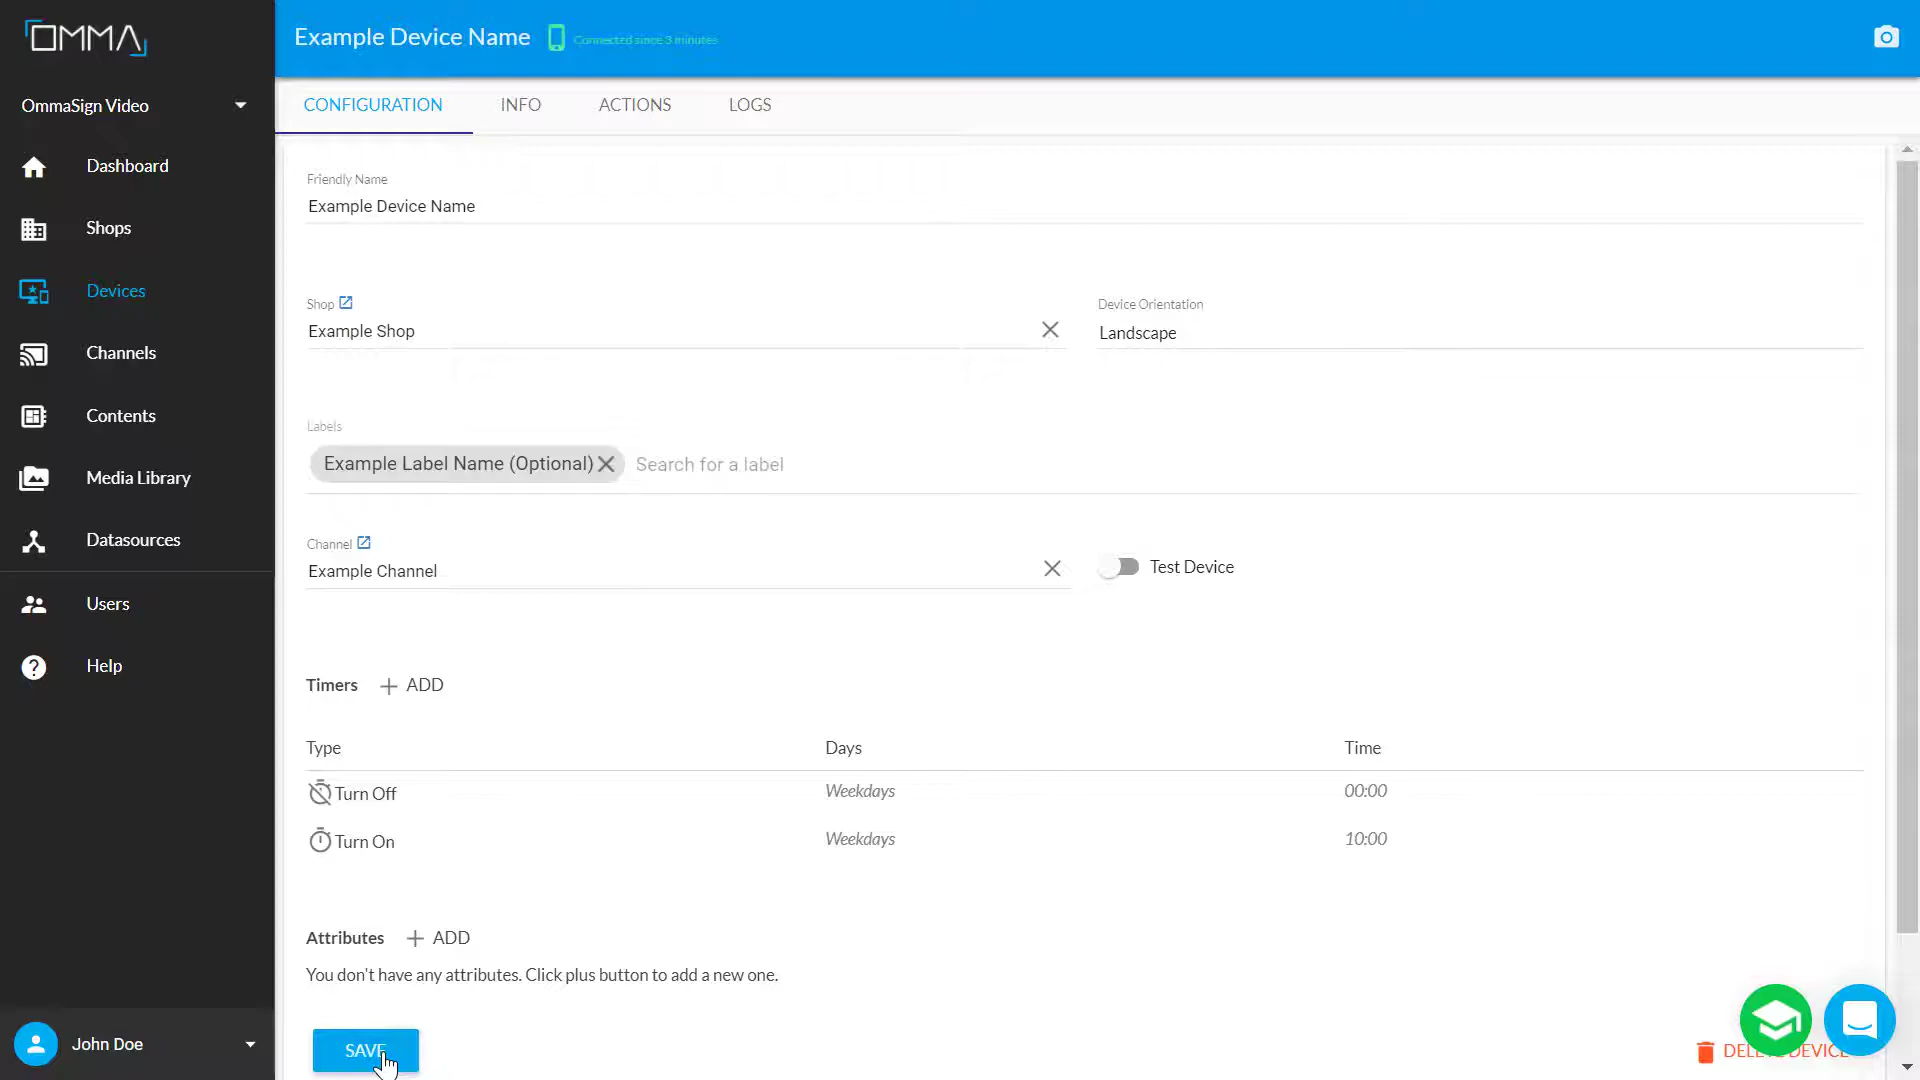 OMMA
OmmaSign Video
Dashboard
Shops
Devices
Channels
Contents
Media Library
Datasources
Users
Help
John Doe
Example Device Name
Connected since 3 minutes
CONFIGURATION INFO ACTIONS LOGS
Friendly Name
Example Device Name
Shop
Example Shop
Device Orientation
Landscape
Labels
Example Label Name (Optional) Search for a label
Channel
Example Channel
Test Device
Timers ADD
Type Days Time
Turn Off Weekdays 00:00
Turn On Weekdays 10:00
Attributes ADD
You don't have any attributes. Click plus button to add a new one.
SAVE
DELETE DEVICE